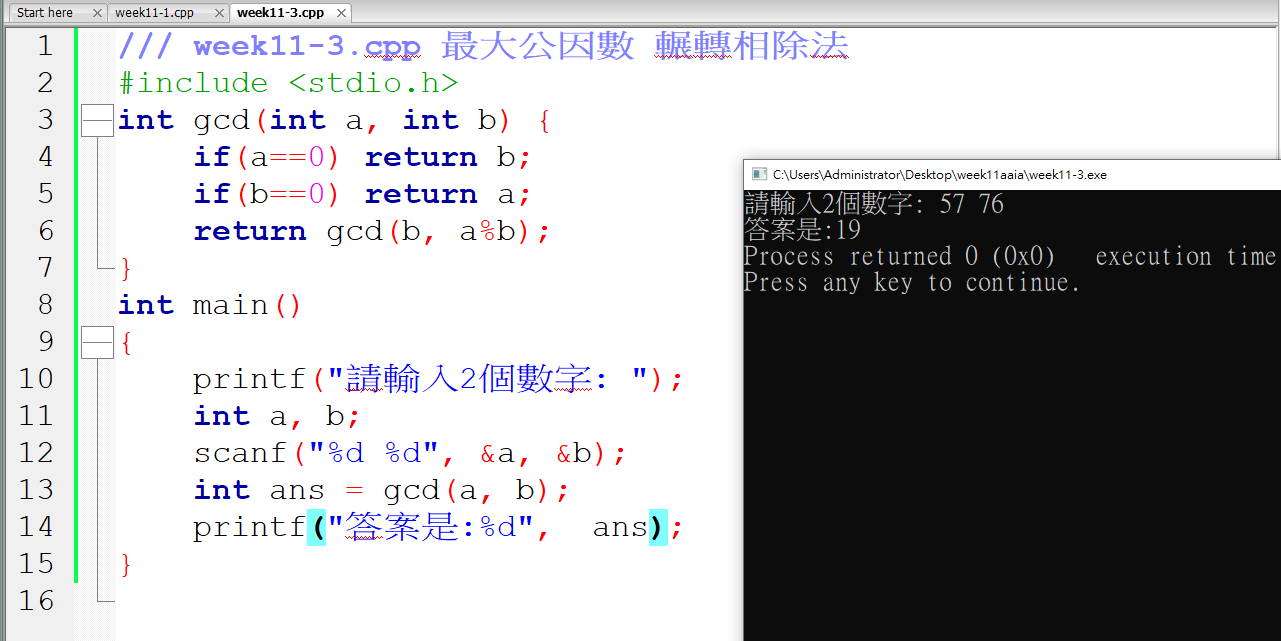 Start here week11-1.cpp week11-3.cpp
1 /// week11-3.cpp 最大公因數 輾轉相除法
2 #include <stdio.h>
3 int gcd(int a, int b) {
4 if(a==0) return b;
5 if(b==0) return a;
6 return gcd(b, a%b);
7 }
8 int main()
9 {
10 printf("請輸入2個數字: ");
11 int a, b;
12 scanf("%d %d", &a, &b);
13 int ans = gcd(a, b);
14 printf("答案是:%d",  ans);
15 }
16
C:\Users\Administrator\Desktop\week11aaia\week11-3.exe
請輸入2個數字: 57 76
答案是:19
Process returned 0 (0x0)   execution time
Press any key to continue.